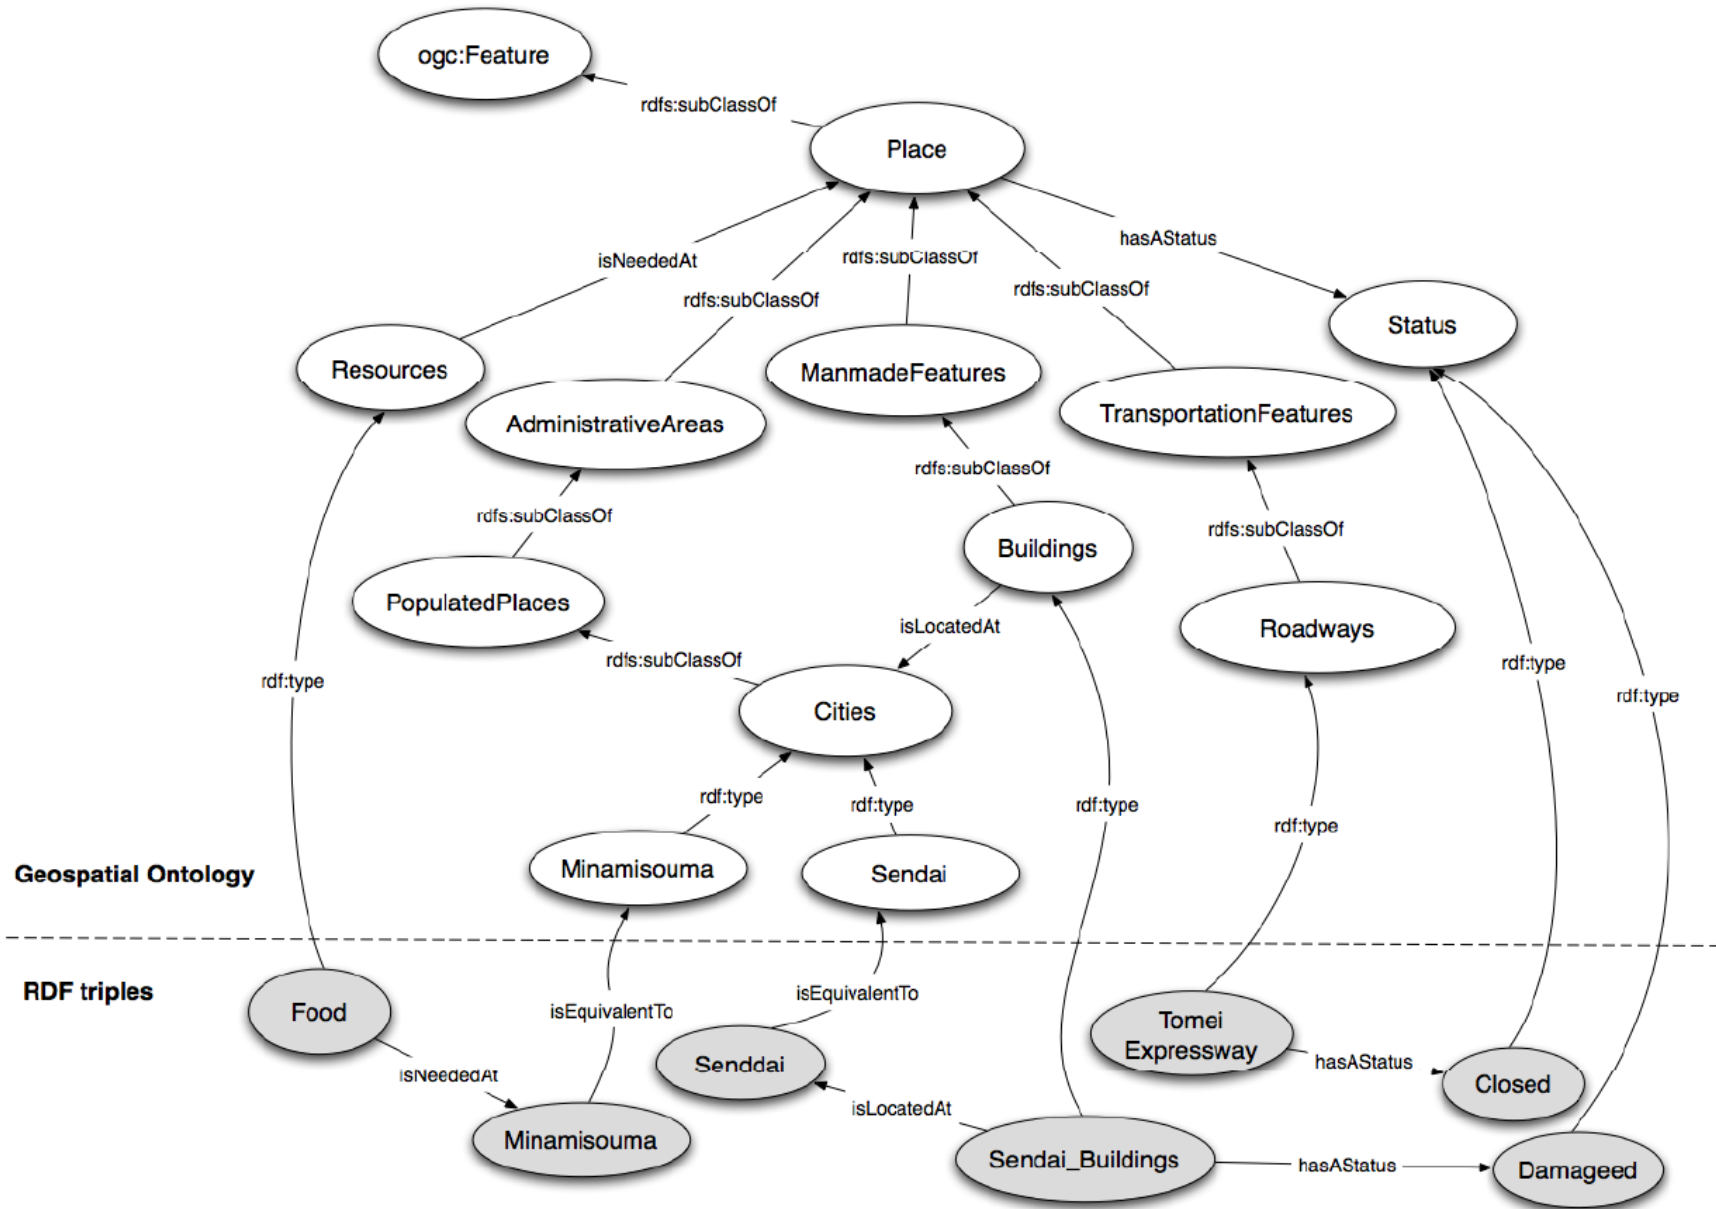 ogc:Feature
rdfs:subClassOf
Place
hasAStatus
isNeededAt
rdfs:subClassOf
rdfs:subClassOf
rdfs:subClassOf
Status
Resources
ManmadeFeatures
TransportationFeatures
AdministrativeAreas
rdfs:subClassOf
rdfs:subClassOf
rdfs:subClassOf
Buildings
PopulatedPlaces
isLocatedAt
Roadways
rdfs:subClassOf
rdf:type
rdf:type
rdf:type
Cities
rdf:type
rdf:type
rdf:type
rdf:type
Minamisouma
Sendai
Geospatial Ontology
RDF triples
Food
isEquivalentTo
isEquivalentTo
Tomei
Expressway
Senddai
hasAStatus
Closed
isNeededAt
isLocatedAt
Minamisouma
Sendai_Buildings
hasAStatus
Damageed